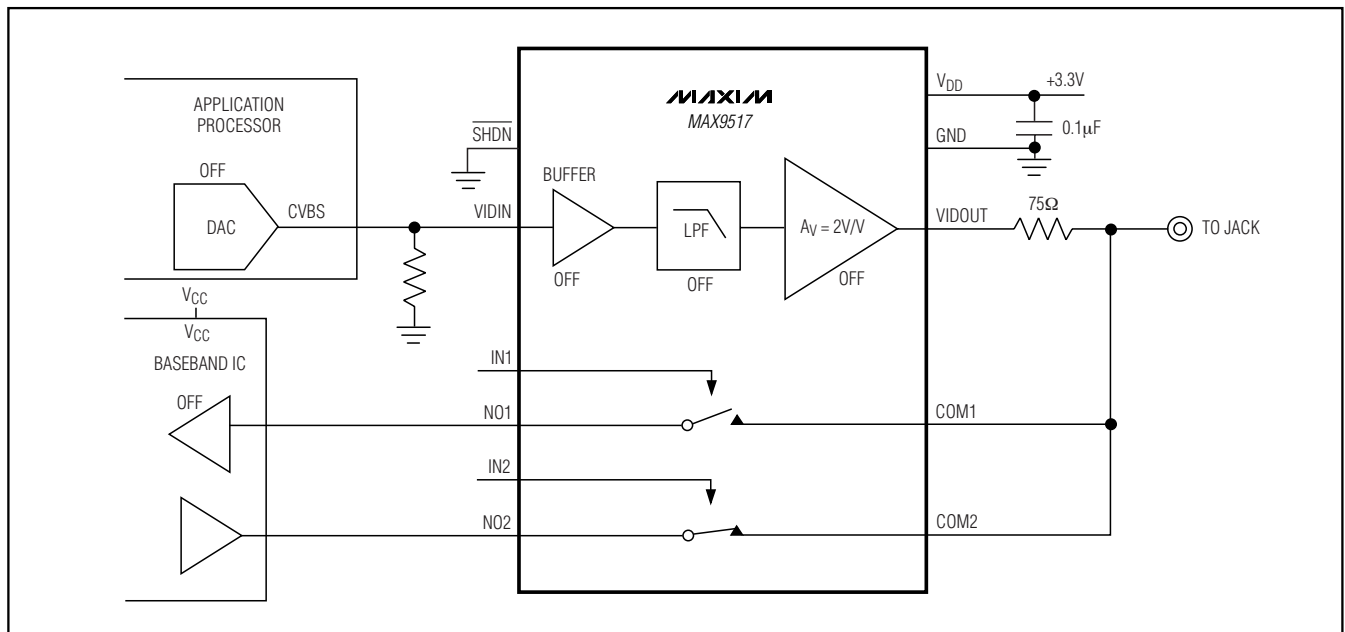 APPLICATION
PROCESSOR
OFF
DAC
CVBS
VCC
VCC
BASEBAND IC
OFF
MAXIM
MAX9517
SHDN
BUFFER
VIDIN
OFF
LPF
OFF
AV = 2V/V
OFF
IN1
NO1
IN2
NO2
VDD
+3.3V
0.1µF
GND
75Ω
VIDOUT
TO JACK
COM1
COM2